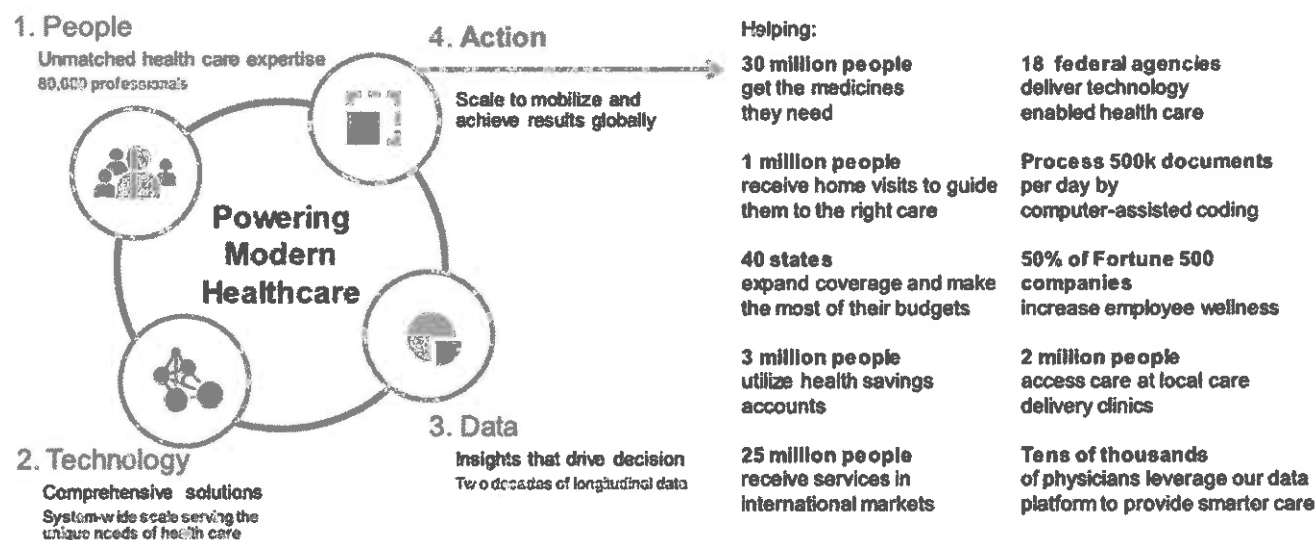 1. People
Unmatched health care expertise
80,000 professionals
4. Action
Scale to mobilize and
achieve results globally
Powering
Modern
Healthcare
2. Technology
Comprehensive solutions
System-wide scale serving the
unique needs of health care
3. Data
Insights that drive decision
Two decades of longitudinal data
Helping:
30 million people
get the medicines
they need
1 million people
receive home visits to guide
them to the right care
40 states
expand coverage and make
the most of their budgets
3 million people
utilize health savings
accounts
25 million people
receive services in
international markets
18 federal agencies
deliver technology
enabled health care
Process 500k documents
per day by
computer-assisted coding
50% of Fortune 500
companies
increase employee wellness
2 million people
access care at local care
delivery clinics
Tens of thousands
of physicians leverage our data
platform to provide smarter care